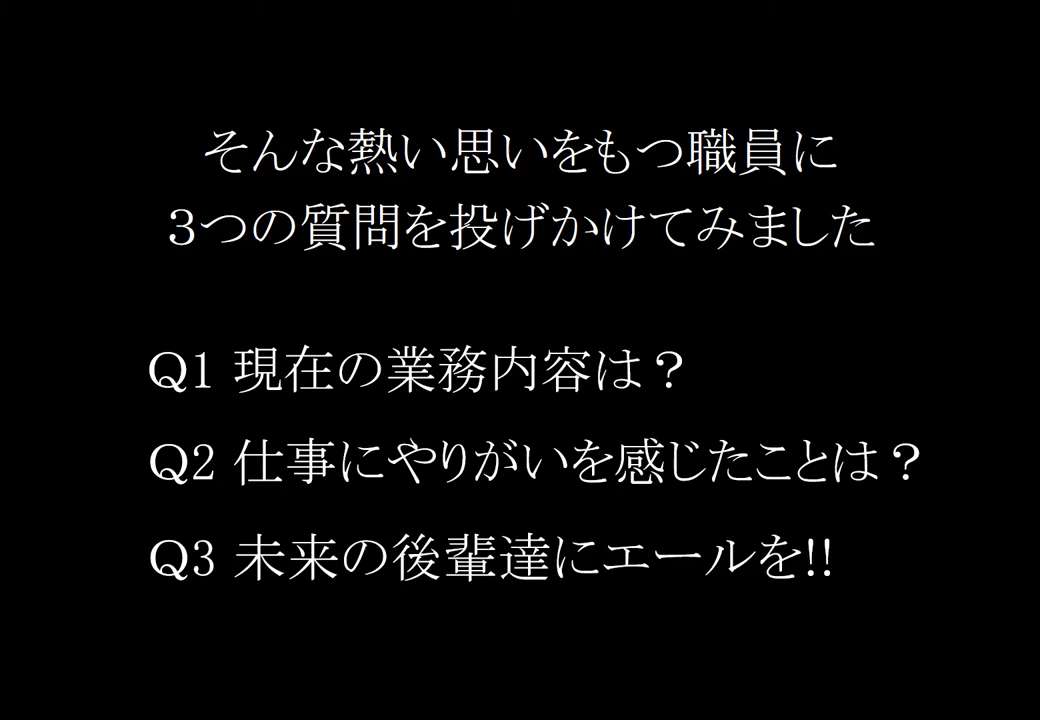 そんな熱い思いをもつ職員に
３つの質問を投げかけてみました
Q1 現在の業務内容は？
Q2 仕事にやりがいを感じたことは？
Q3 未来の後輩達にエールを!!